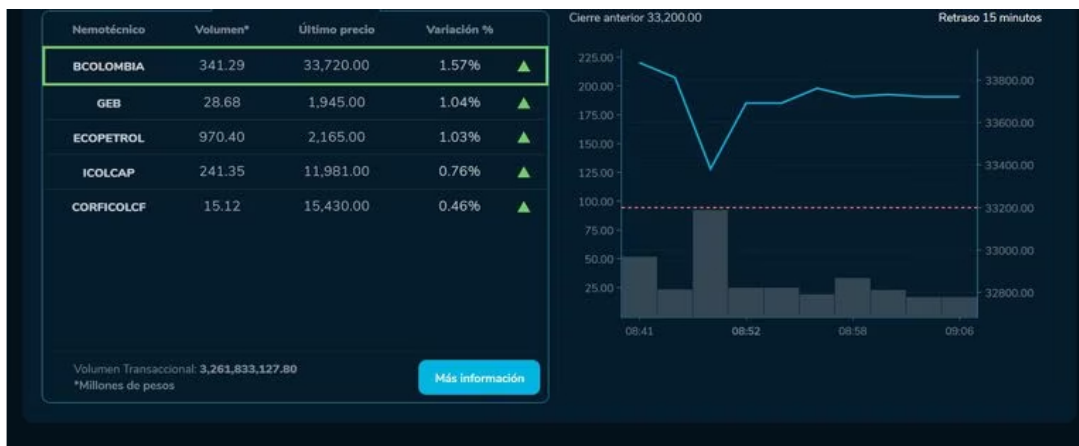 Nemotécnico Volumen* Último precio Variación %
BCOLOMBIA 341.29 33,720.00 1.57%
GEB 28.68 1,945.00 1.04%
ECOPETROL 970.40 2,165.00 1.03%
ICOLCAP 241.35 11,981.00 0.76%
CORFICOLCF 15.12 15,430.00 0.46%
Volumen Transaccional: 3,261,833,127.80
*Millones de pesos
Más información
Cierre anterior 33,200.00 Retraso 15 minutos
225.00
200.00
175.00
150.00
125.00
100.00
75.00
50.00
25.00
33800.00
33600.00
33400.00
33200.00
33000.00
32800.00
08:41 08:52 08:58 09:06